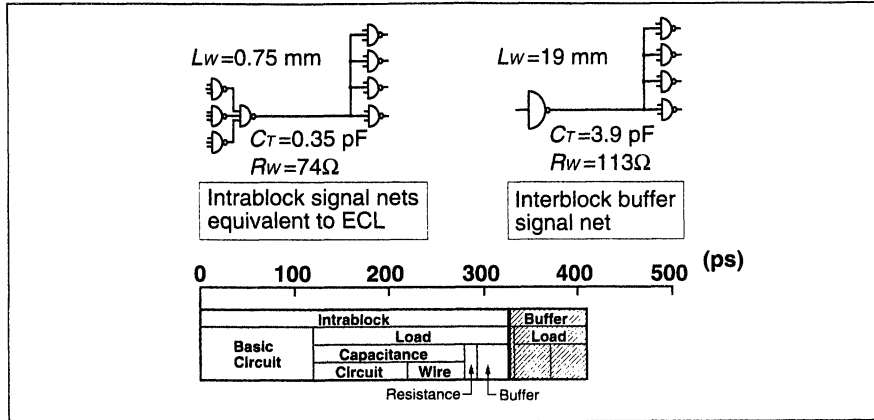 Lw=0.75 mm
CT=0.35 pF
Rw=74Ω
Intrablock signal nets
equivalent to ECL
Lw=19 mm
CT=3.9 pF
Rw=113Ω
Interblock buffer
signal net
0 100 200 300 400 500 (ps)
Intrablock Buffer
Basic
Circuit
Load Load
Capacitance
Circuit Wire
Resistance Buffer